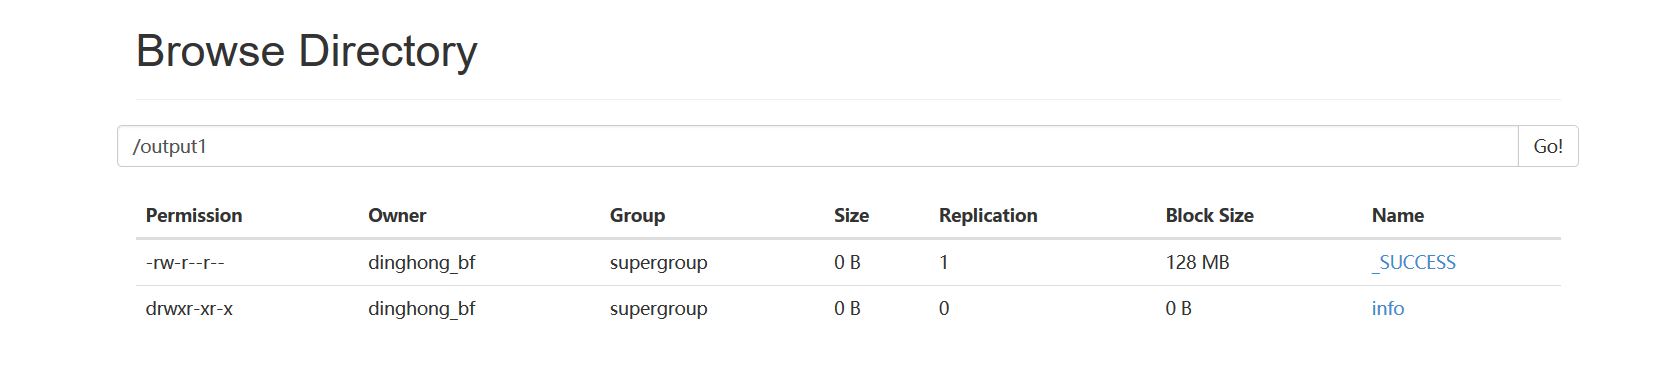 Browse Directory
/output1 Go!
Permission Owner Group Size Replication Block Size Name
-rw-r--r-- dinghong_bf supergroup 0 B 1 128 MB _SUCCESS
drwxr-xr-x dinghong_bf supergroup 0 B 0 0 B info